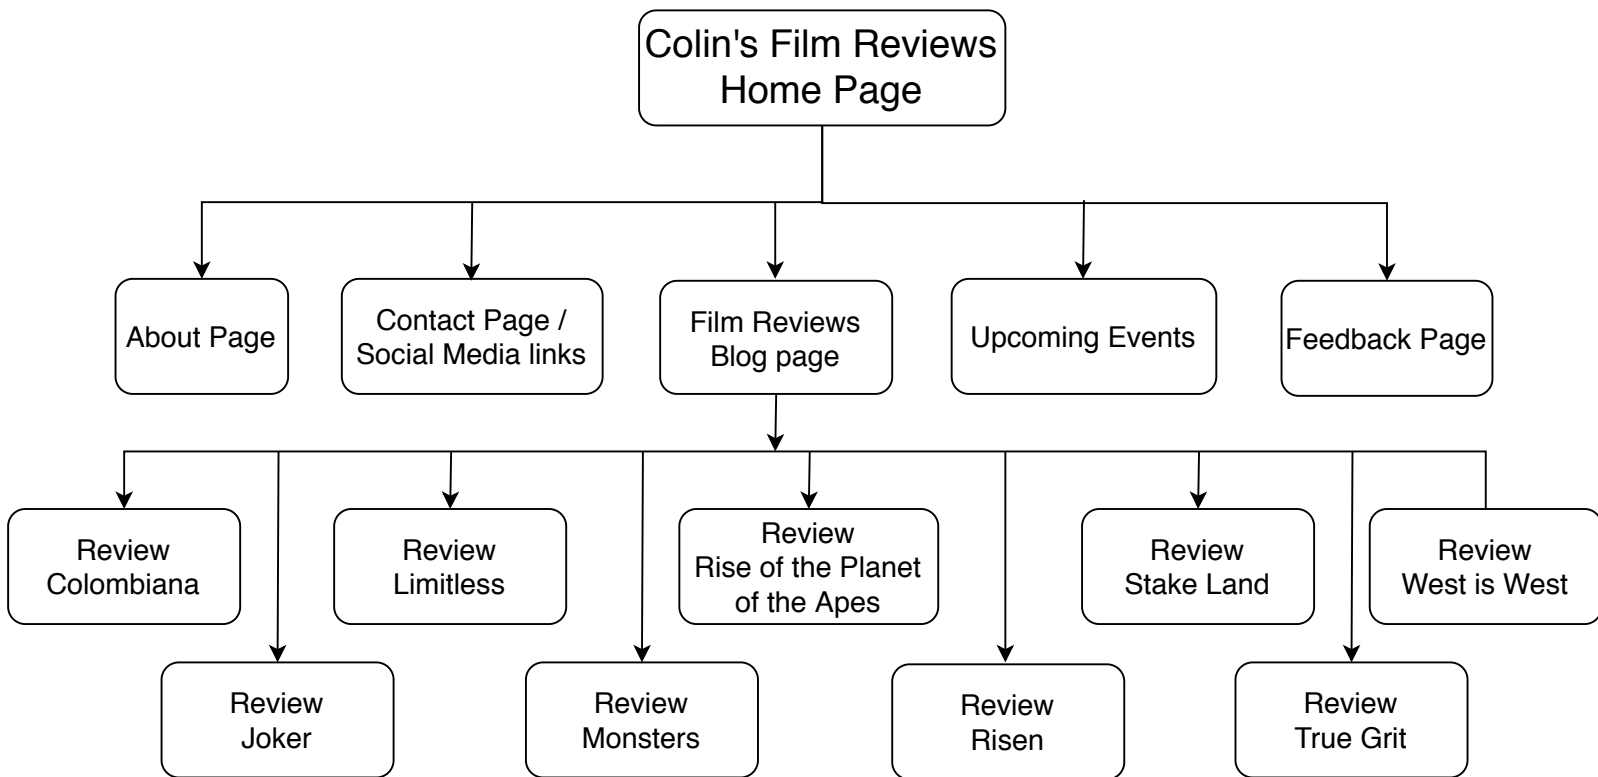 Colin's Film Reviews
Home Page
About Page
Contact Page /
Social Media links
Film Reviews
Blog page
Upcoming Events
Feedback Page
Review
Colombiana
Review
Limitless
Review
Rise of the Planet
of the Apes
Review
Stake Land
Review
West is West
Review
Joker
Review
Monsters
Review
Risen
Review
True Grit